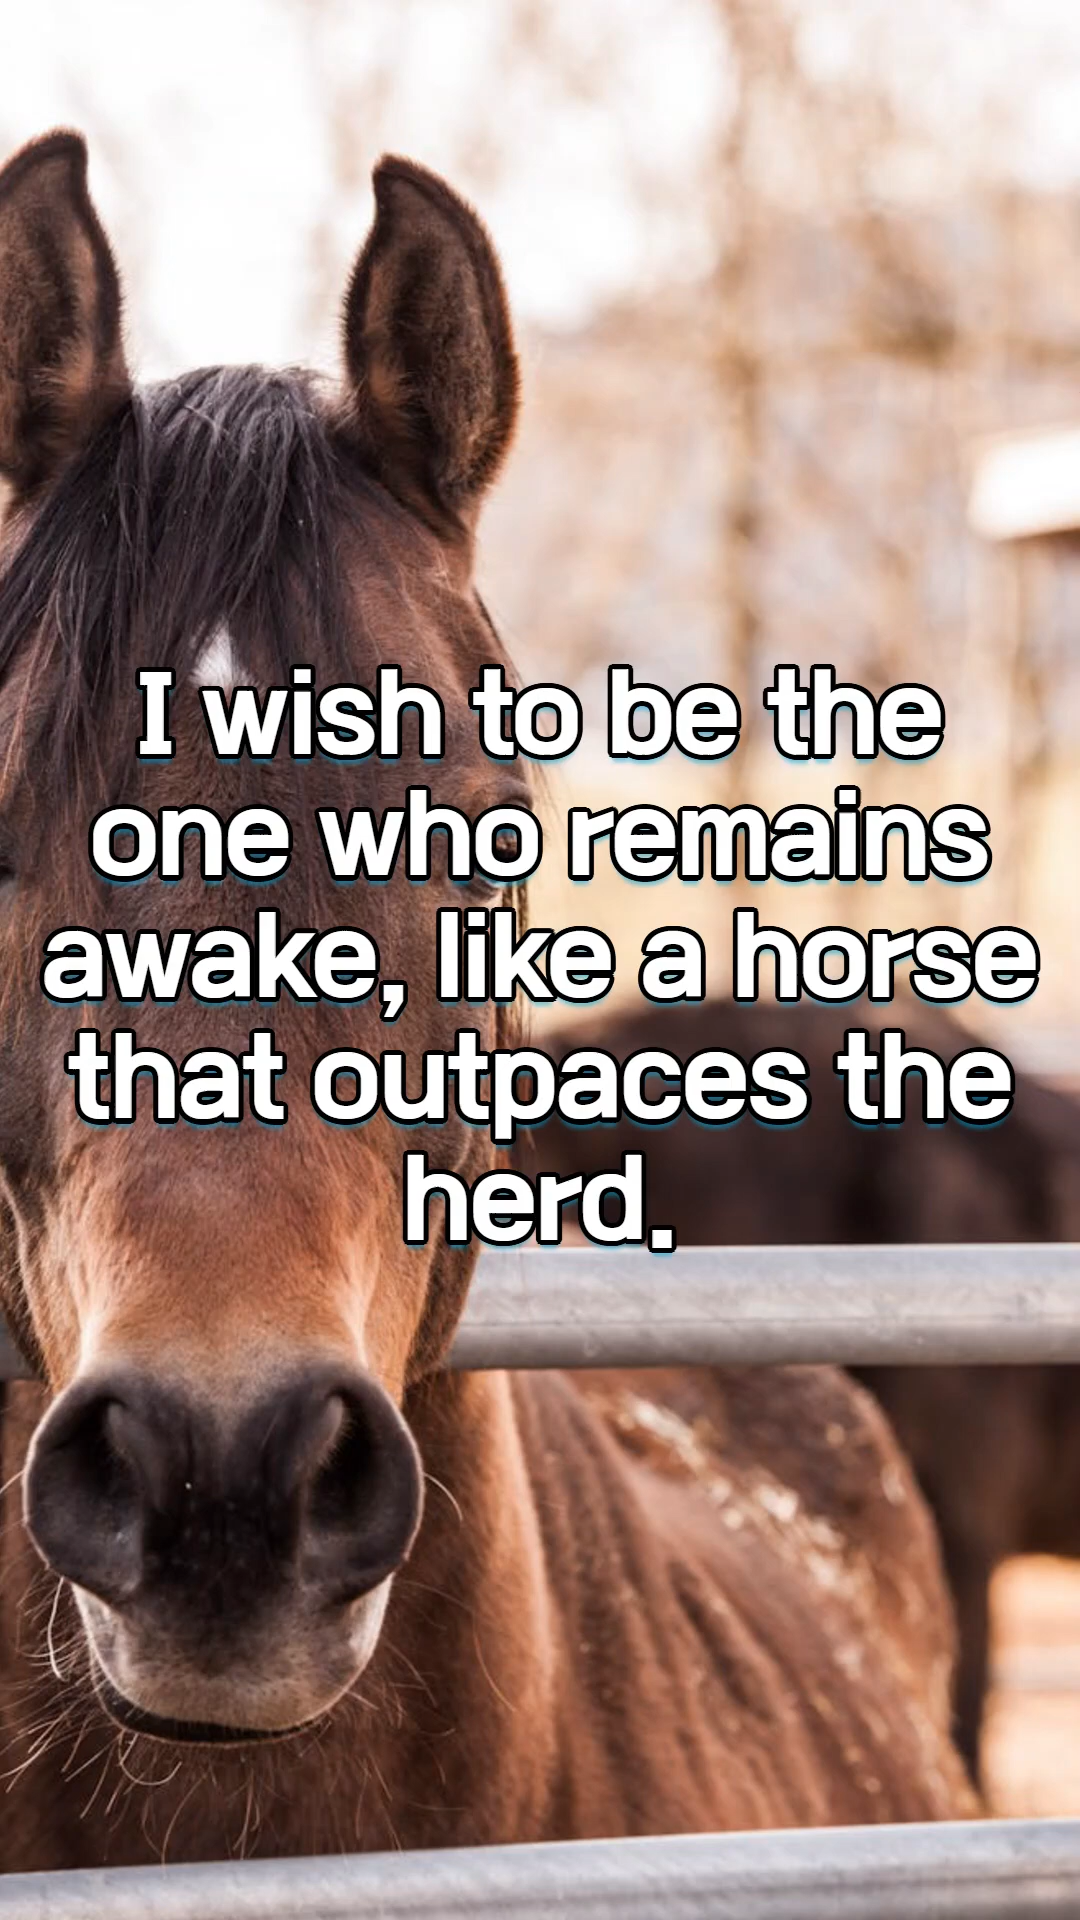 I wish to be the
one who remains
awake, like a horse
that outpaces the
herd.